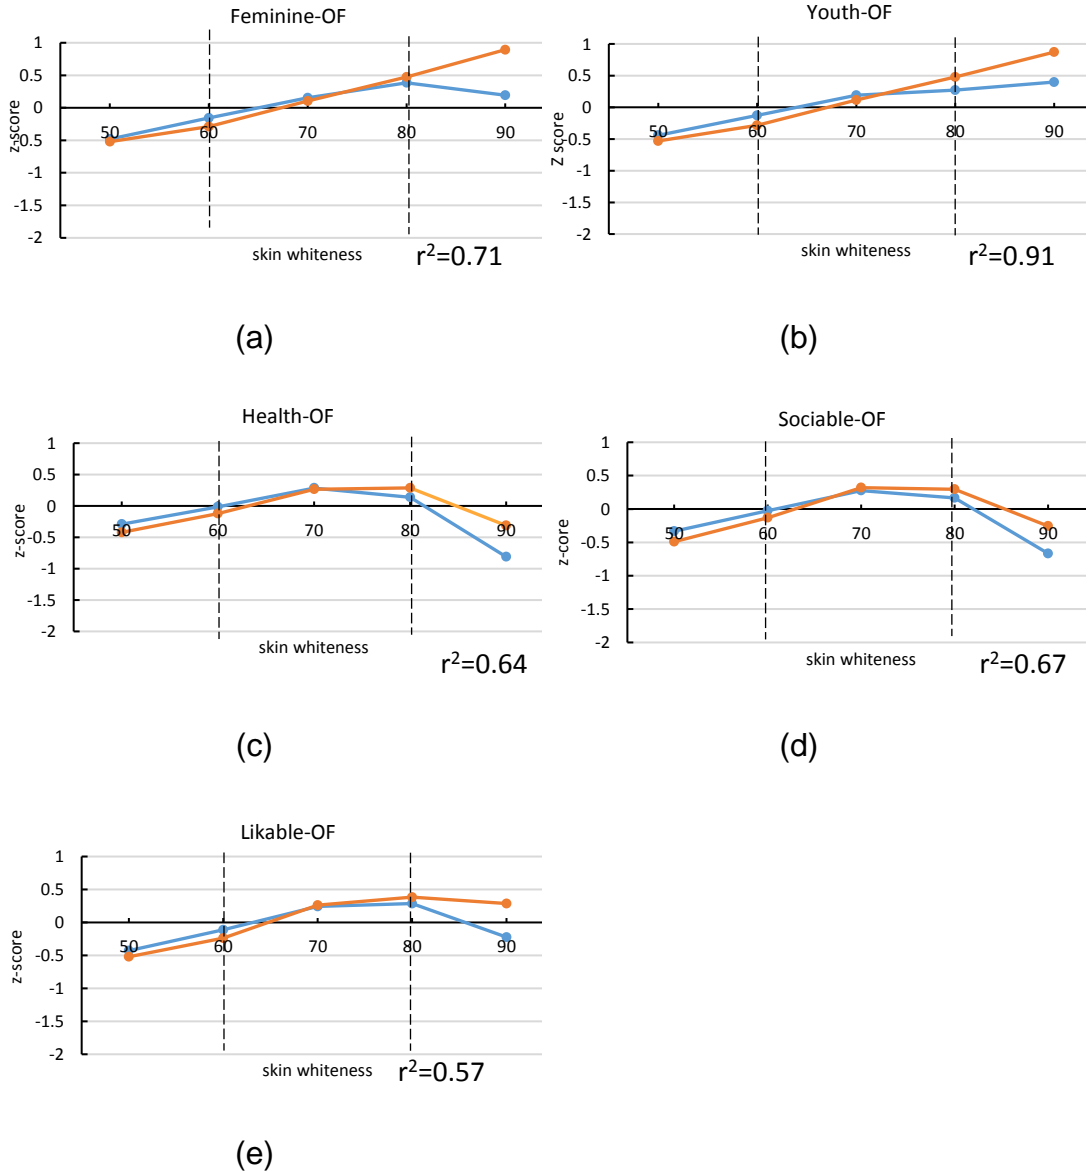 Feminine-OF
1
0.5
0
-0.5
-1
-1.5
-2
z-score
50 60 70 80 90
skin whiteness
r²=0.71
(a)
Youth-OF
1
0.5
0
-0.5
-1
-1.5
-2
Z score
50 60 70 80 90
skin whiteness
r²=0.91
(b)
Health-OF
1
0.5
0
-0.5
-1
-1.5
-2
z-score
50 60 70 80 90
skin whiteness
r²=0.64
(c)
Sociable-OF
1
0.5
0
-0.5
-1
-1.5
-2
z-core
50 60 70 80 90
skin whiteness
r²=0.67
(d)
Likable-OF
1
0.5
0
-0.5
-1
-1.5
-2
z-score
50 60 70 80 90
skin whiteness
r²=0.57
(e)